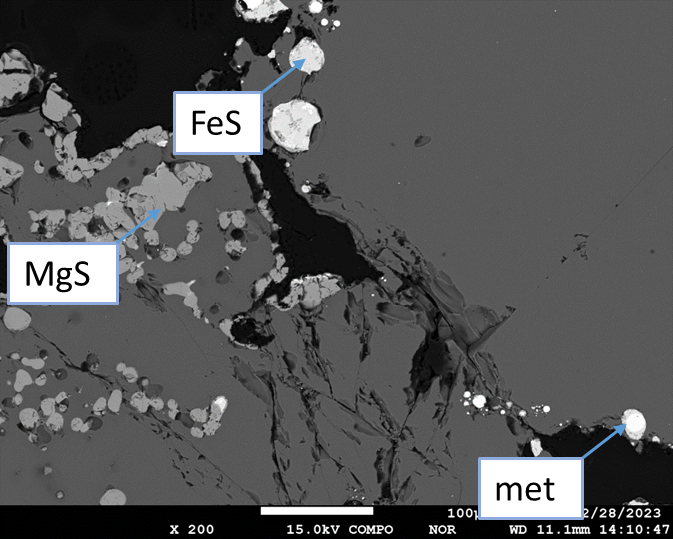 FeS
MgS
met
100µ 2/28/2023
X 200 15.0kV COMPO NOR WD 11.1mm 14:10:47